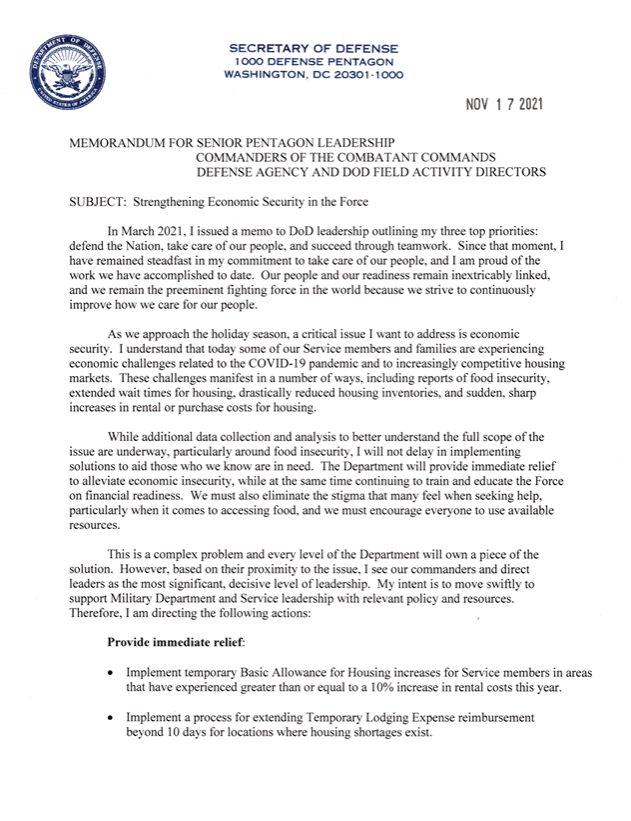 DEPARTMENT OF DEFENSE
UNITED STATES OF AMERICA
SECRETARY OF DEFENSE
1000 DEFENSE PENTAGON
WASHINGTON, DC 20301-1000
NOV 17 2021
MEMORANDUM FOR SENIOR PENTAGON LEADERSHIP
COMMANDERS OF THE COMBATANT COMMANDS
DEFENSE AGENCY AND DOD FIELD ACTIVITY DIRECTORS
SUBJECT: Strengthening Economic Security in the Force
In March 2021, I issued a memo to DoD leadership outlining my three top priorities:
defend the Nation, take care of our people, and succeed through teamwork. Since that moment, I
have remained steadfast in my commitment to take care of our people, and I am proud of the
work we have accomplished to date. Our people and our readiness remain inextricably linked,
and we remain the preeminent fighting force in the world because we strive to continuously
improve how we care for our people.
As we approach the holiday season, a critical issue I want to address is economic
security. I understand that today some of our Service members and families are experiencing
economic challenges related to the COVID-19 pandemic and to increasingly competitive housing
markets. These challenges manifest in a number of ways, including reports of food insecurity,
extended wait times for housing, drastically reduced housing inventories, and sudden, sharp
increases in rental or purchase costs for housing.
While additional data collection and analysis to better understand the full scope of the
issue are underway, particularly around food insecurity, I will not delay in implementing
solutions to aid those who we know are in need. The Department will provide immediate relief
to alleviate economic insecurity, while at the same time continuing to train and educate the Force
on financial readiness. We must also eliminate the stigma that many feel when seeking help,
particularly when it comes to accessing food, and we must encourage everyone to use available
resources.
This is a complex problem and every level of the Department will own a piece of the
solution. However, based on their proximity to the issue, I see our commanders and direct
leaders as the most significant, decisive level of leadership. My intent is to move swiftly to
support Military Department and Service leadership with relevant policy and resources.
Therefore, I am directing the following actions:
Provide immediate relief:
• Implement temporary Basic Allowance for Housing increases for Service members in areas
that have experienced greater than or equal to a 10% increase in rental costs this year.
• Implement a process for extending Temporary Lodging Expense reimbursement
beyond 10 days for locations where housing shortages exist.